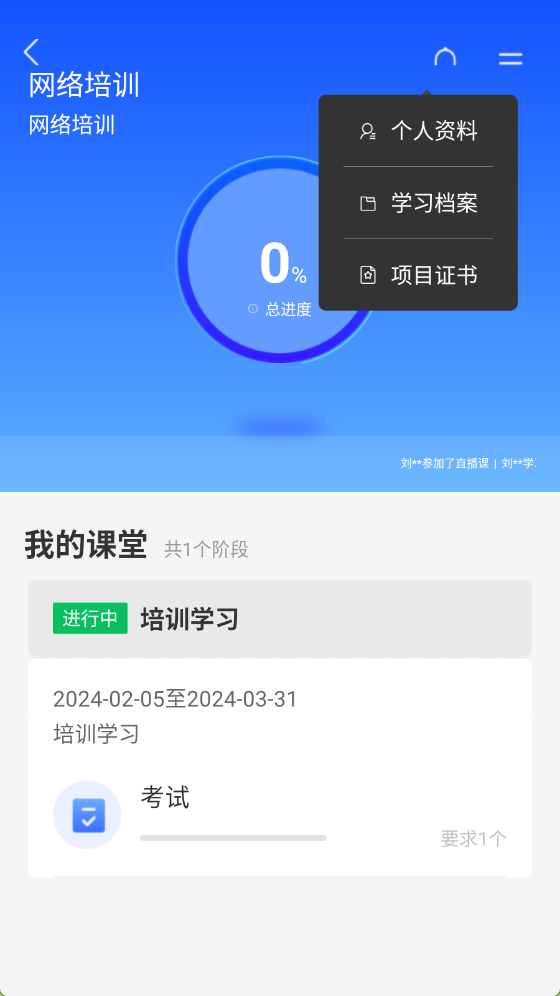 网络培训
网络培训
个人资料
学习档案
项目证书
0%
总进度
刘**参加了直播课 | 刘**学
我的课堂 共1个阶段
进行中 培训学习
2024-02-05至2024-03-31
培训学习
考试
要求1个